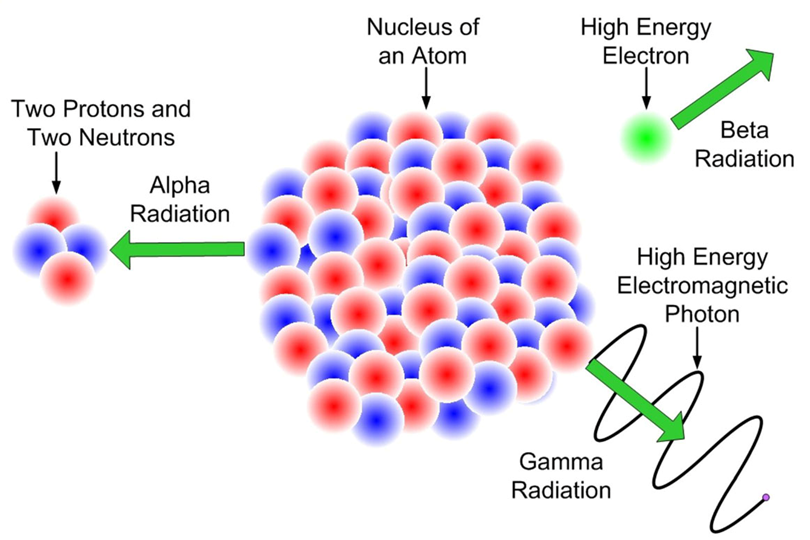 Nucleus of
an Atom
High Energy
Electron
Two Protons and
Two Neutrons
Beta
Radiation
Alpha
Radiation
High Energy
Electromagnetic
Photon
Gamma
Radiation